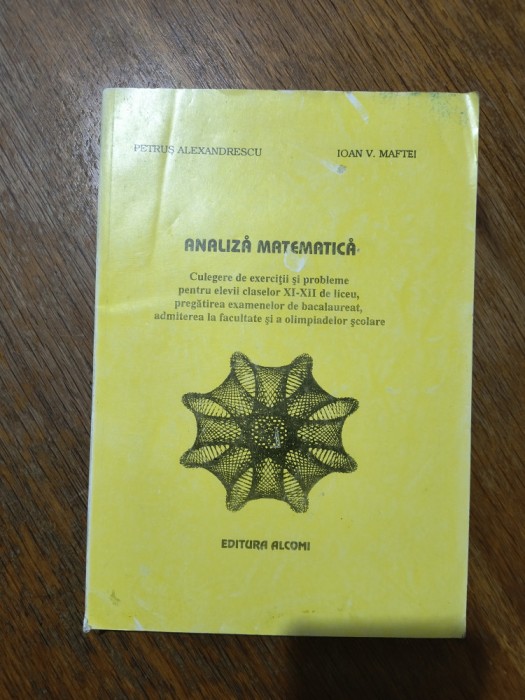 PETRUȘ ALEXANDRESCU IOAN V. MAFTEI
ANALIZĂ MATEMATICĂ
Culegere de exerciții și probleme
pentru elevii claselor XI-XII de liceu,
pregătirea examenelor de bacalaureat,
admiterea la facultate și a olimpiadelor școlare
EDITURA ALCOMI